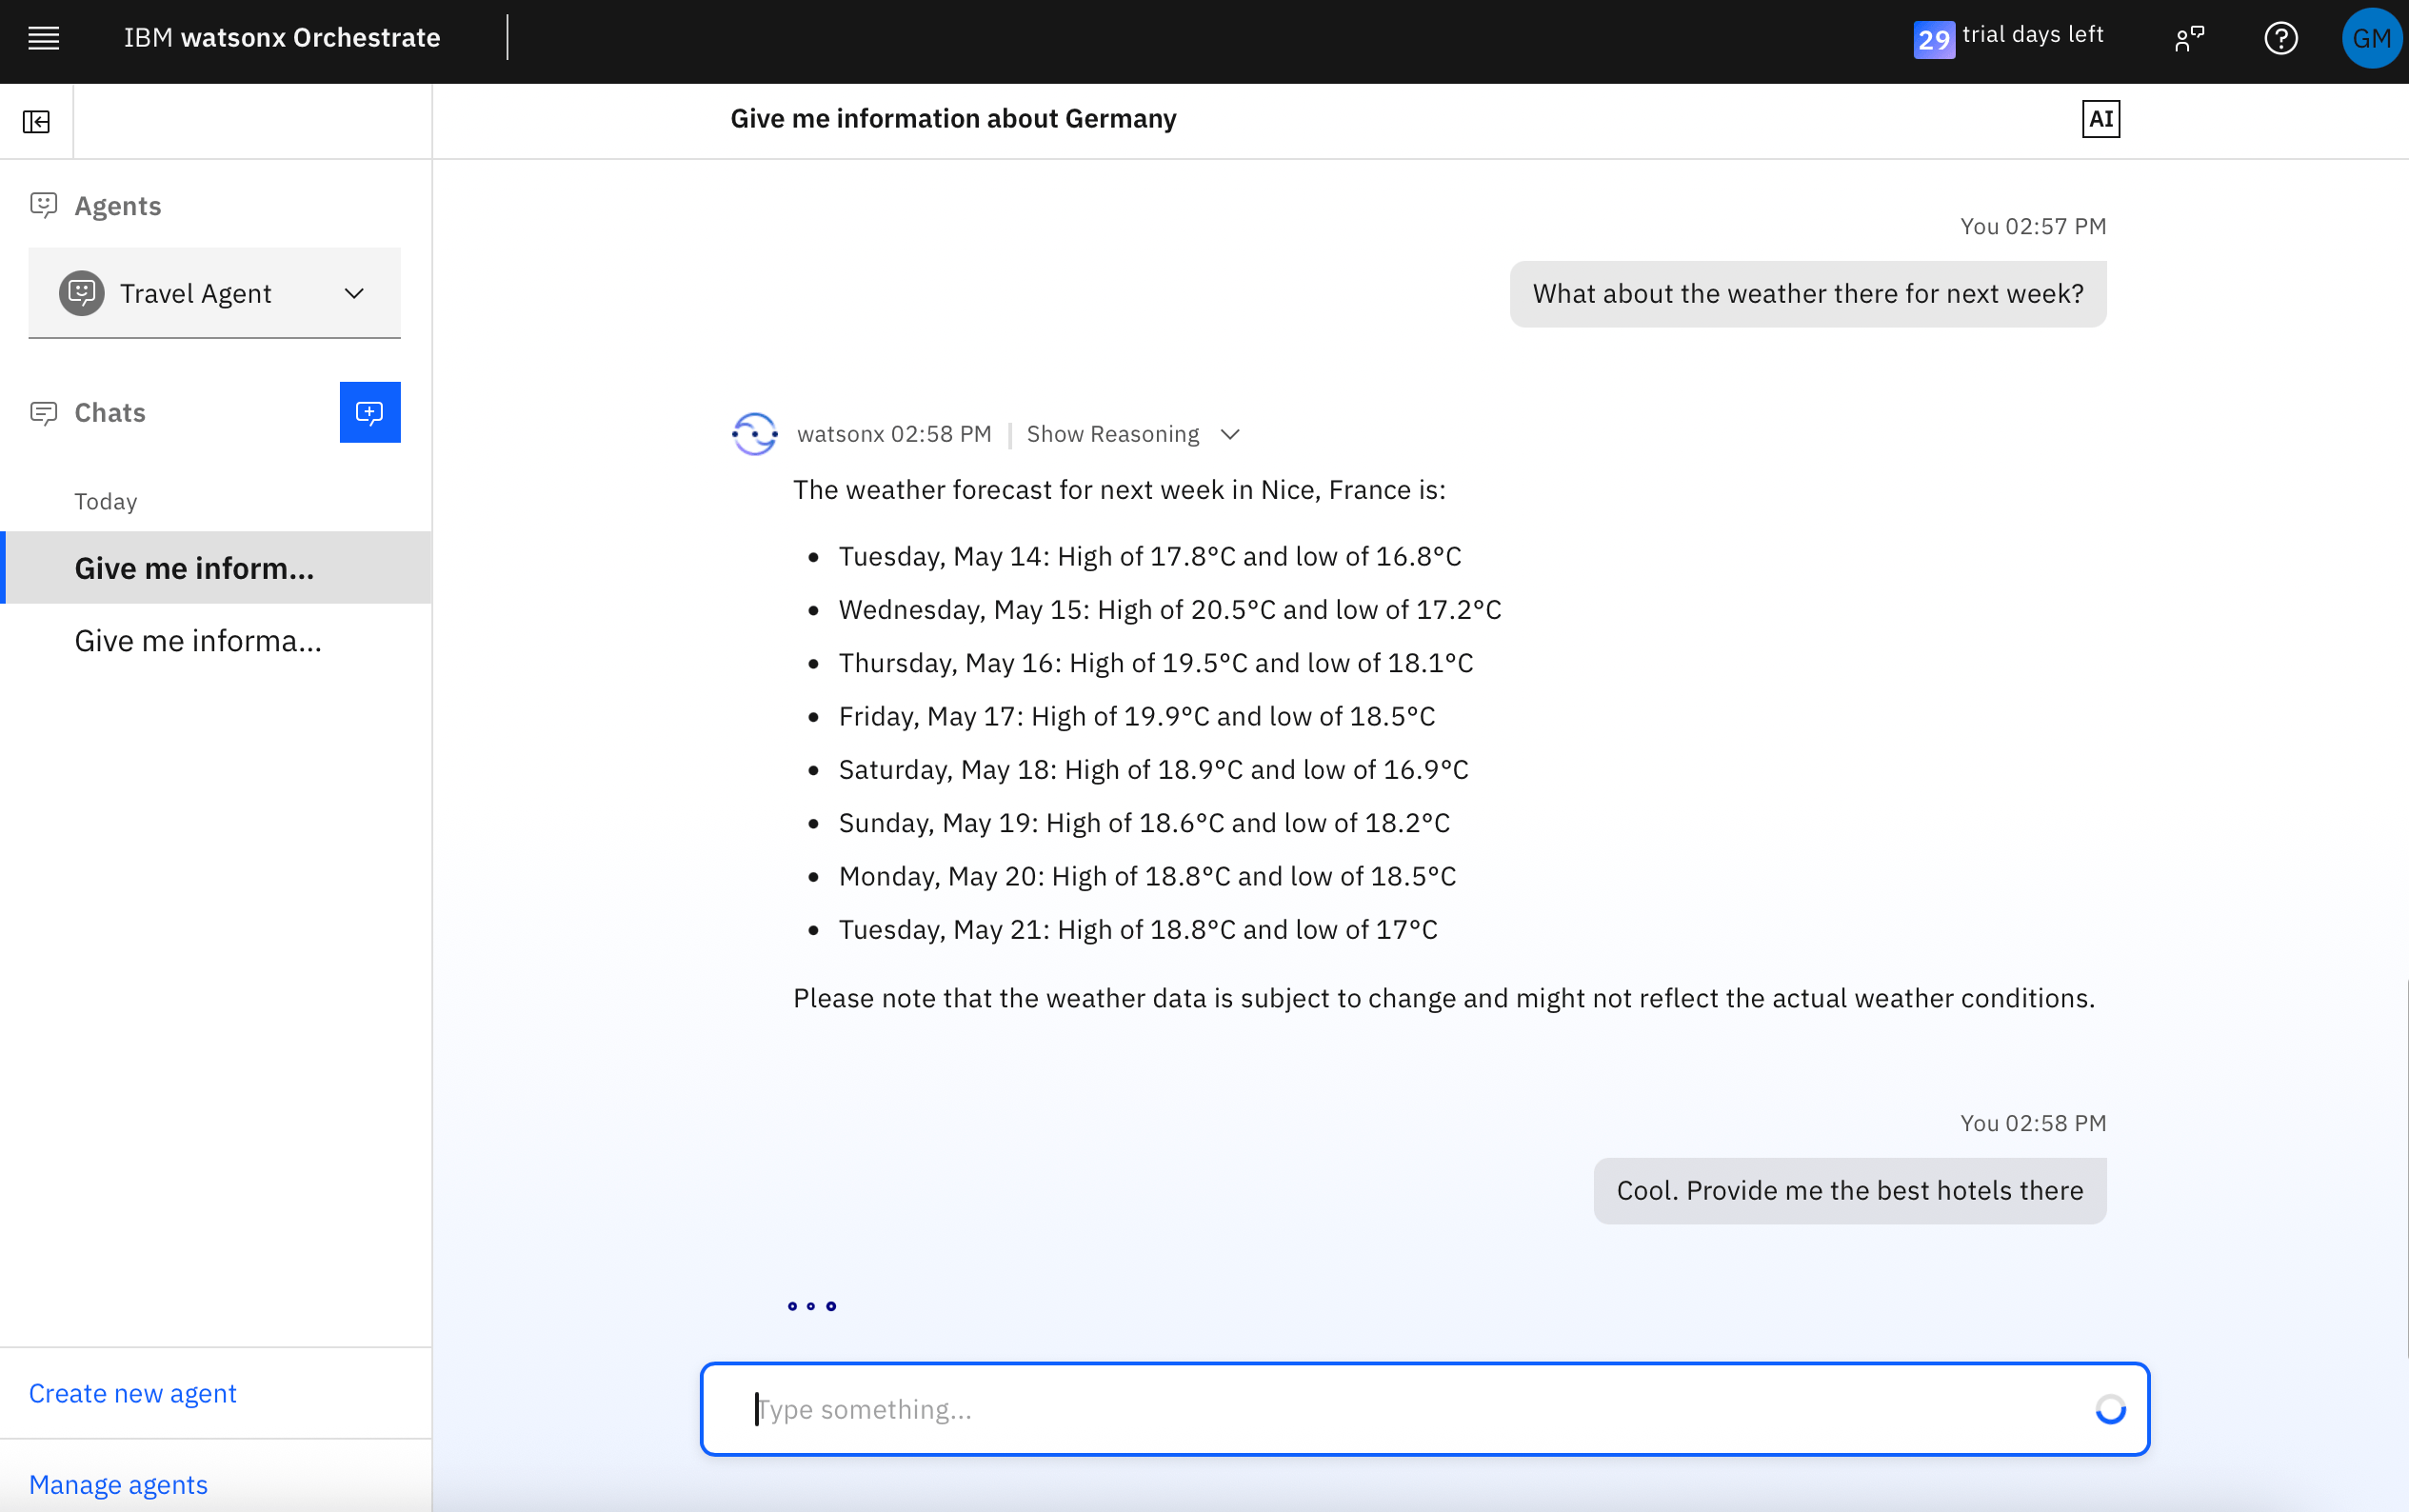 IBM watsonx Orchestrate
29 trial days left
GM
Give me information about Germany
AI
Agents
Travel Agent
Chats
Today
Give me inform...
Give me informa...
Create new agent
Manage agents
You 02:57 PM
What about the weather there for next week?
watsonx 02:58 PM | Show Reasoning
The weather forecast for next week in Nice, France is:
• Tuesday, May 14: High of 17.8°C and low of 16.8°C
• Wednesday, May 15: High of 20.5°C and low of 17.2°C
• Thursday, May 16: High of 19.5°C and low of 18.1°C
• Friday, May 17: High of 19.9°C and low of 18.5°C
• Saturday, May 18: High of 18.9°C and low of 16.9°C
• Sunday, May 19: High of 18.6°C and low of 18.2°C
• Monday, May 20: High of 18.8°C and low of 18.5°C
• Tuesday, May 21: High of 18.8°C and low of 17°C
Please note that the weather data is subject to change and might not reflect the actual weather conditions.
You 02:58 PM
Cool. Provide me the best hotels there
Type something...